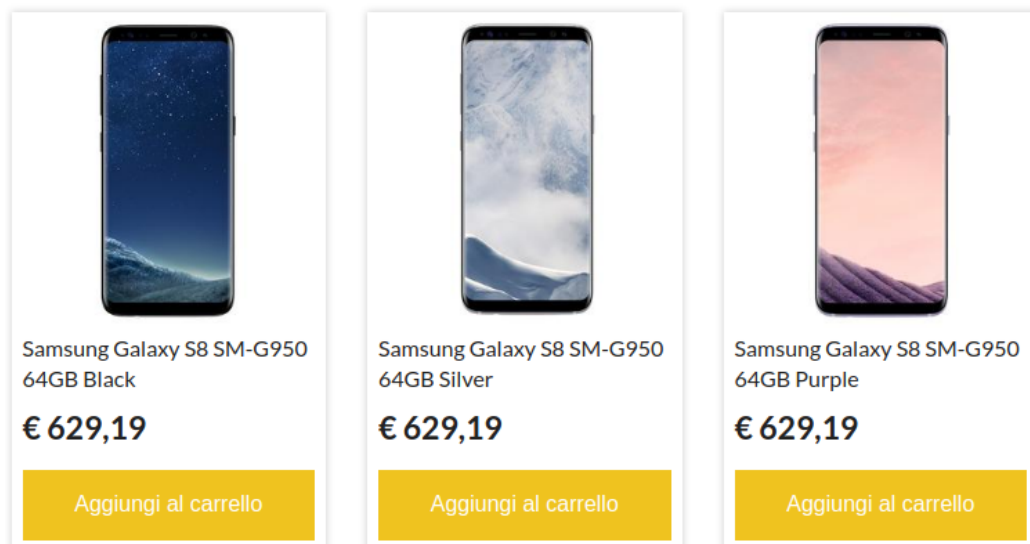 Samsung Galaxy S8 SM-G950
64GB Black
€ 629,19
Aggiungi al carrello
Samsung Galaxy S8 SM-G950
64GB Silver
€ 629,19
Aggiungi al carrello
Samsung Galaxy S8 SM-G950
64GB Purple
€ 629,19
Aggiungi al carrello